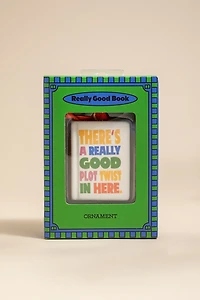 Really Good Book
THERE'S
A REALLY
GOOD
PLOT TWIST
IN HERE.
ORNAMENT